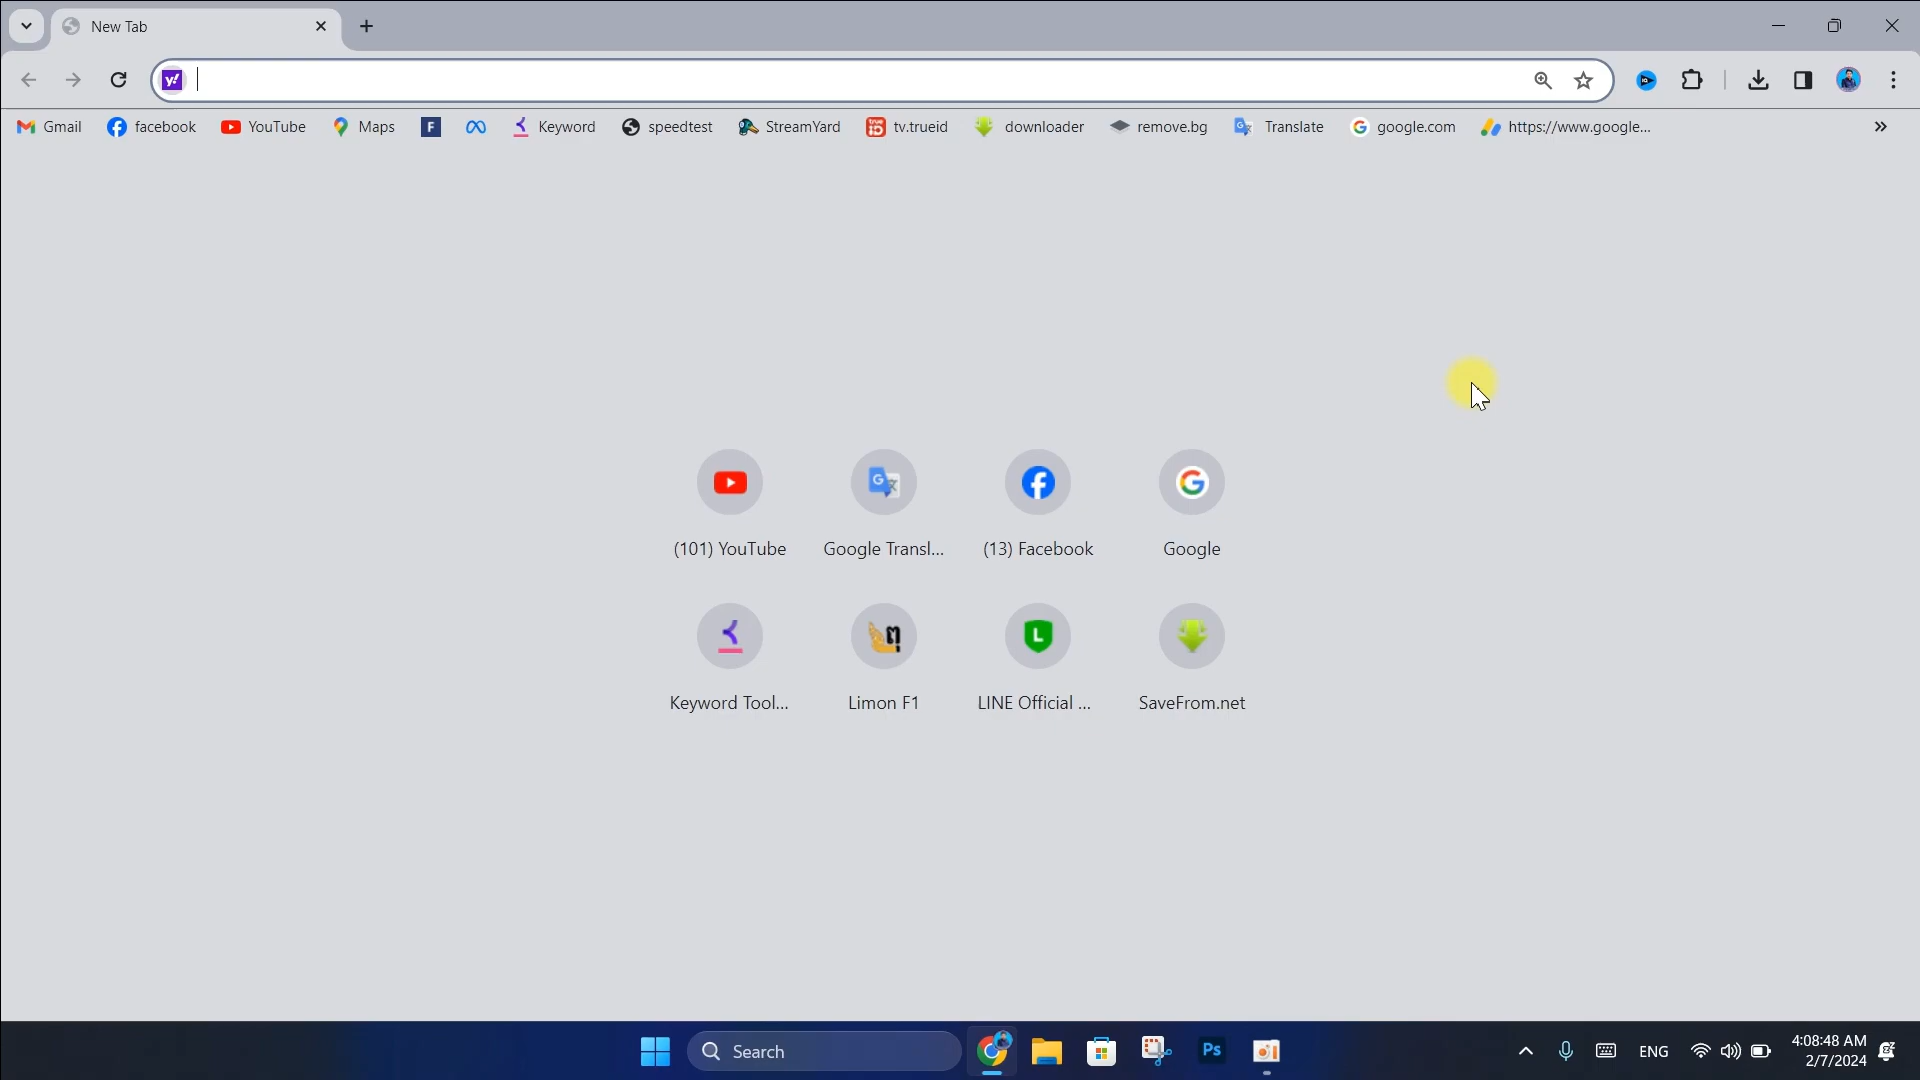 New Tab
Gmail facebook YouTube Maps Keyword speedtest StreamYard tv.trueid downloader remove.bg Translate google.com https://www.google...
(101) YouTube Google Transl... (13) Facebook Google
Keyword Tool... Limon F1 LINE Official ... SaveFrom.net
Search
Ps
ENG
4:08:48 AM
2/7/2024